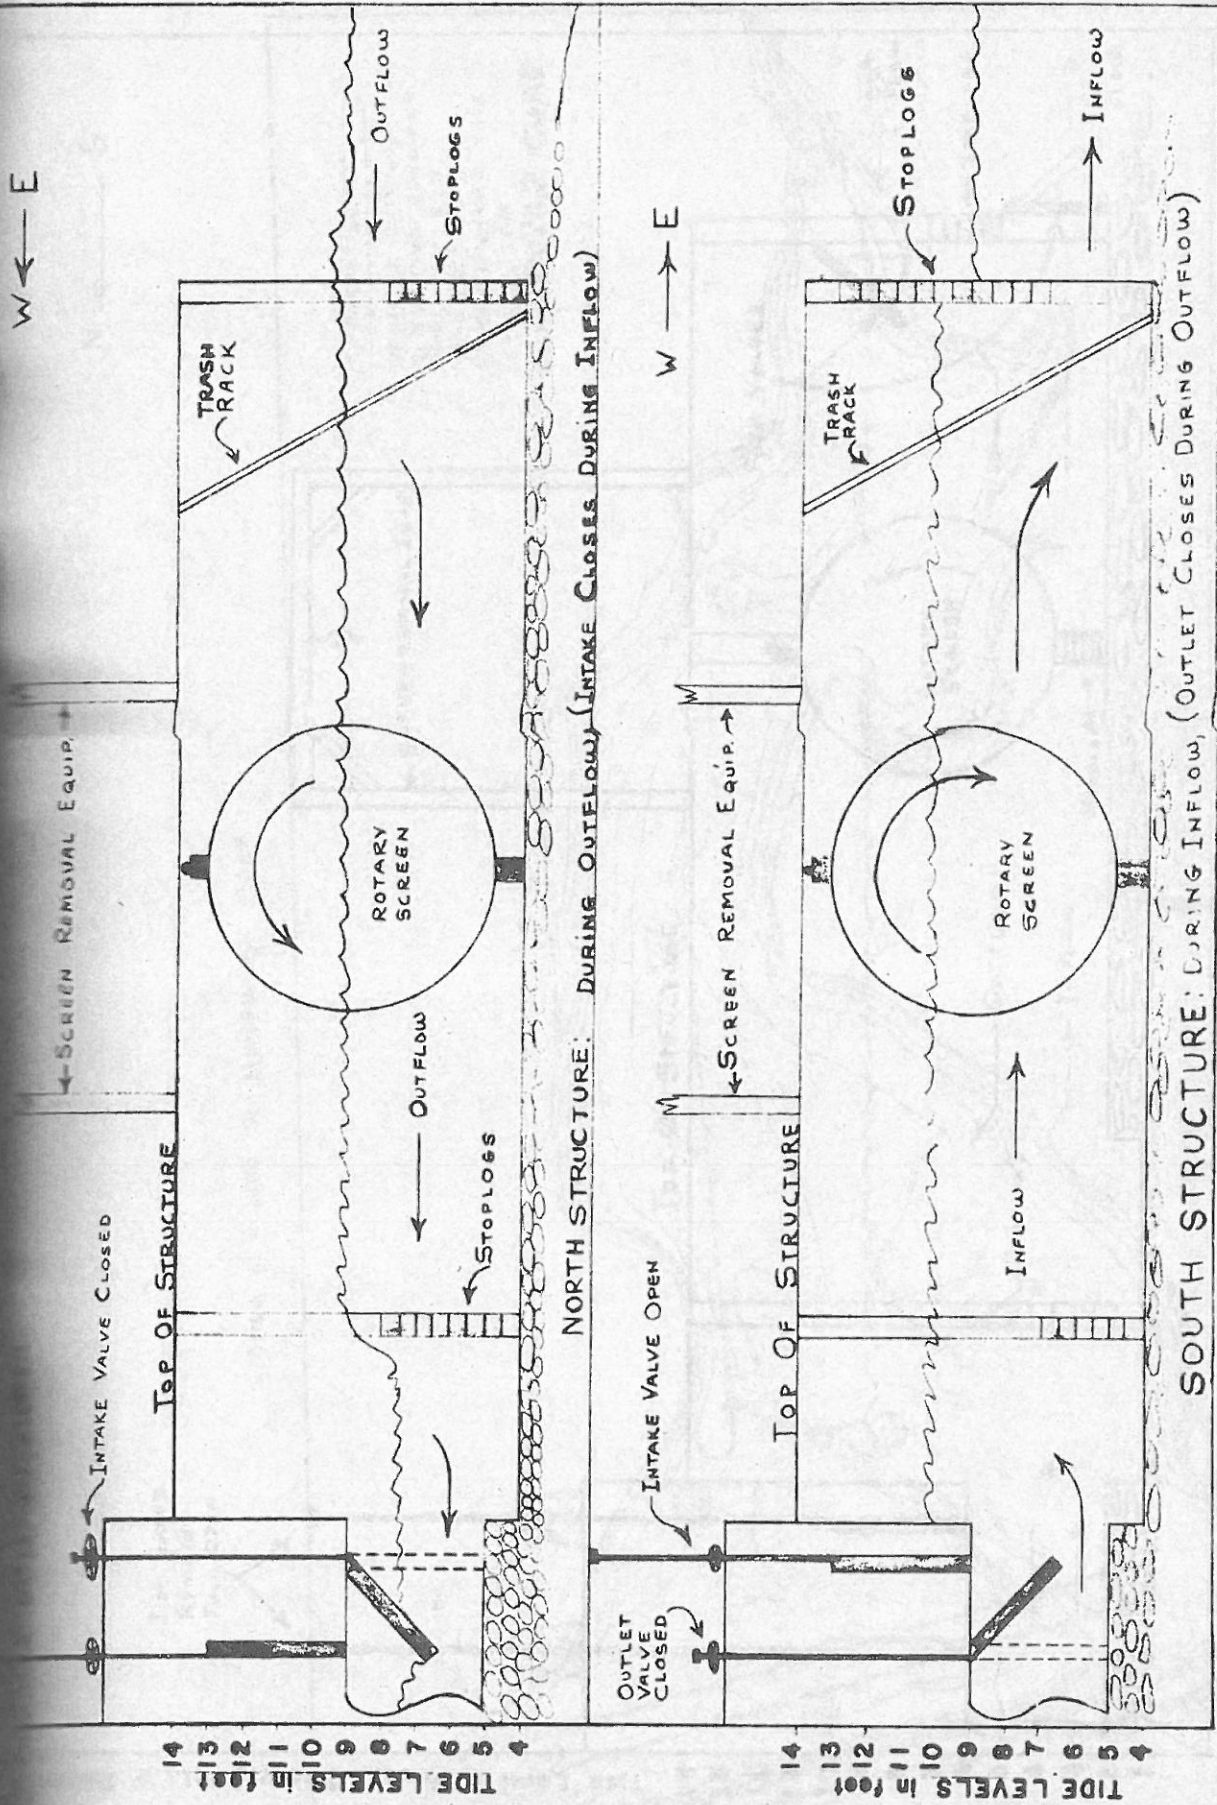 W ← E
INTAKE VALVE CLOSED
← SCREEN REMOVAL EQUIP. →
TOP OF STRUCTURE
TRASH
RACK
← OUTFLOW
STOPLOGS
ROTARY
SCREEN
← OUTFLOW
STOPLOGS
14
13
12
11
10
9
8
7
6
5
4
TIDE LEVELS in feet
NORTH STRUCTURE: DURING OUTFLOW, (INTAKE CLOSES DURING INFLOW)
W → E
OUTLET
VALVE
CLOSED
INTAKE VALVE OPEN
← SCREEN REMOVAL EQUIP. →
TOP OF STRUCTURE
TRASH
RACK
STOPLOGS
ROTARY
SCREEN
INFLOW →
→ INFLOW
14
13
12
11
10
9
8
7
6
5
4
TIDE LEVELS in feet
SOUTH STRUCTURE: DURING INFLOW, (OUTLET CLOSES DURING OUTFLOW)